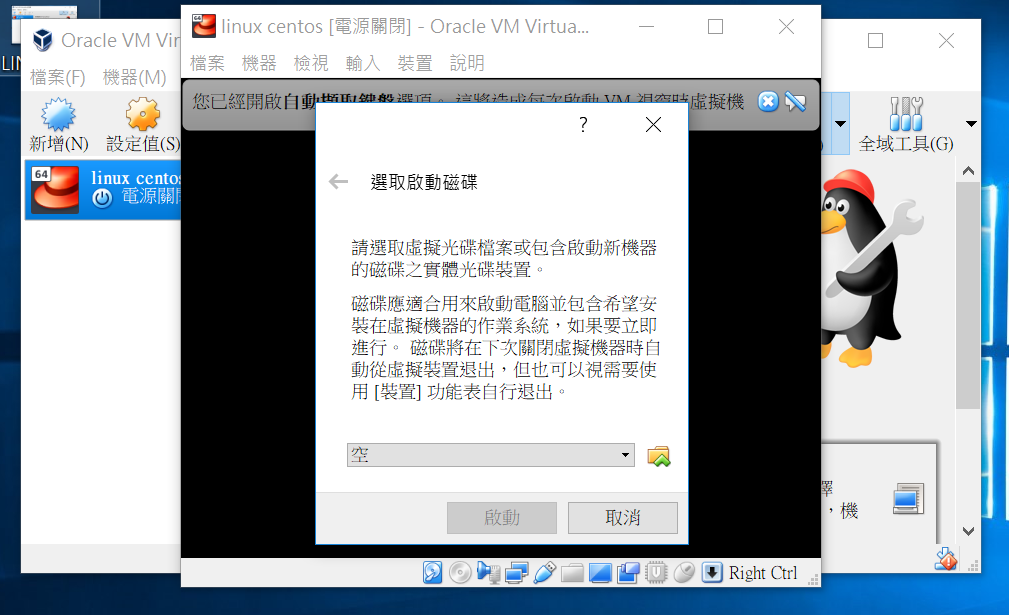 LIN
Oracle VM Vir
檔案(F) 機器(M)
新增(N) 設定值(S)
全域工具(G)
64
linux centos
電源關閉
linux centos [電源關閉] - Oracle VM Virtua...
檔案 機器 檢視 輸入 裝置 說明
您已經開啟自動擷取鍵盤選項。 這將造成每次啟動 VM 視窗時虛擬機
?
選取啟動磁碟
請選取虛擬光碟檔案或包含啟動新機器
的磁碟之實體光碟裝置。
磁碟應適合用來啟動電腦並包含希望安
裝在虛擬機器的作業系統，如果要立即
進行。 磁碟將在下次關閉虛擬機器時自
動從虛擬裝置退出，但也可以視需要使
用 [裝置] 功能表自行退出。
空
啟動 取消
擇
，機
Right Ctrl